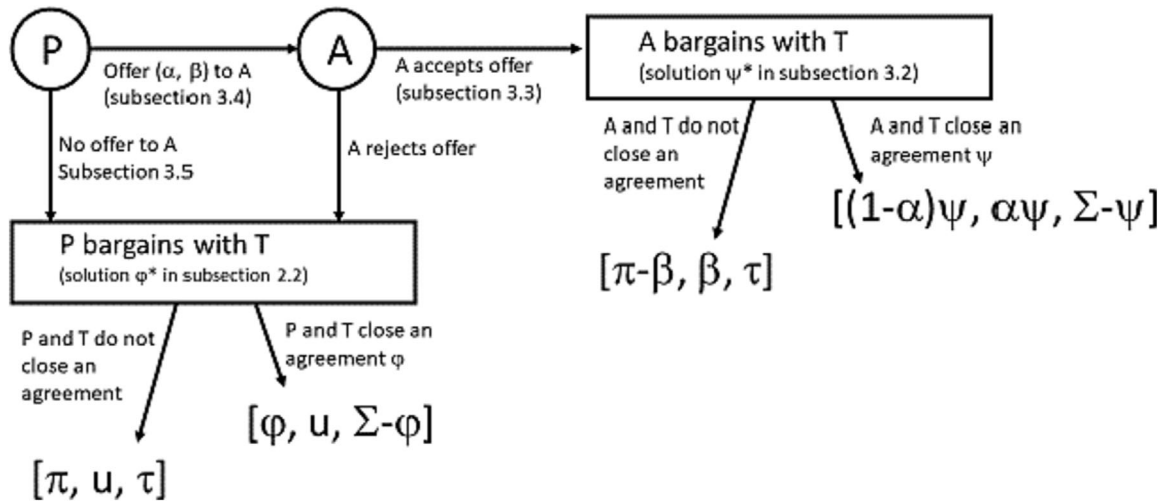 P
Offer (α, β) to A
(subsection 3.4)
A
A accepts offer
(subsection 3.3)
A bargains with T
(solution ψ* in subsection 3.2)
No offer to A
Subsection 3.5
A rejects offer
A and T do not
close an
agreement
A and T close an
agreement ψ
[(1-α)ψ, αψ, Σ-ψ]
[π-β, β, τ]
P bargains with T
(solution φ* in subsection 2.2)
P and T do not
close an
agreement
P and T close an
agreement φ
[φ, u, Σ-φ]
[π, u, τ]